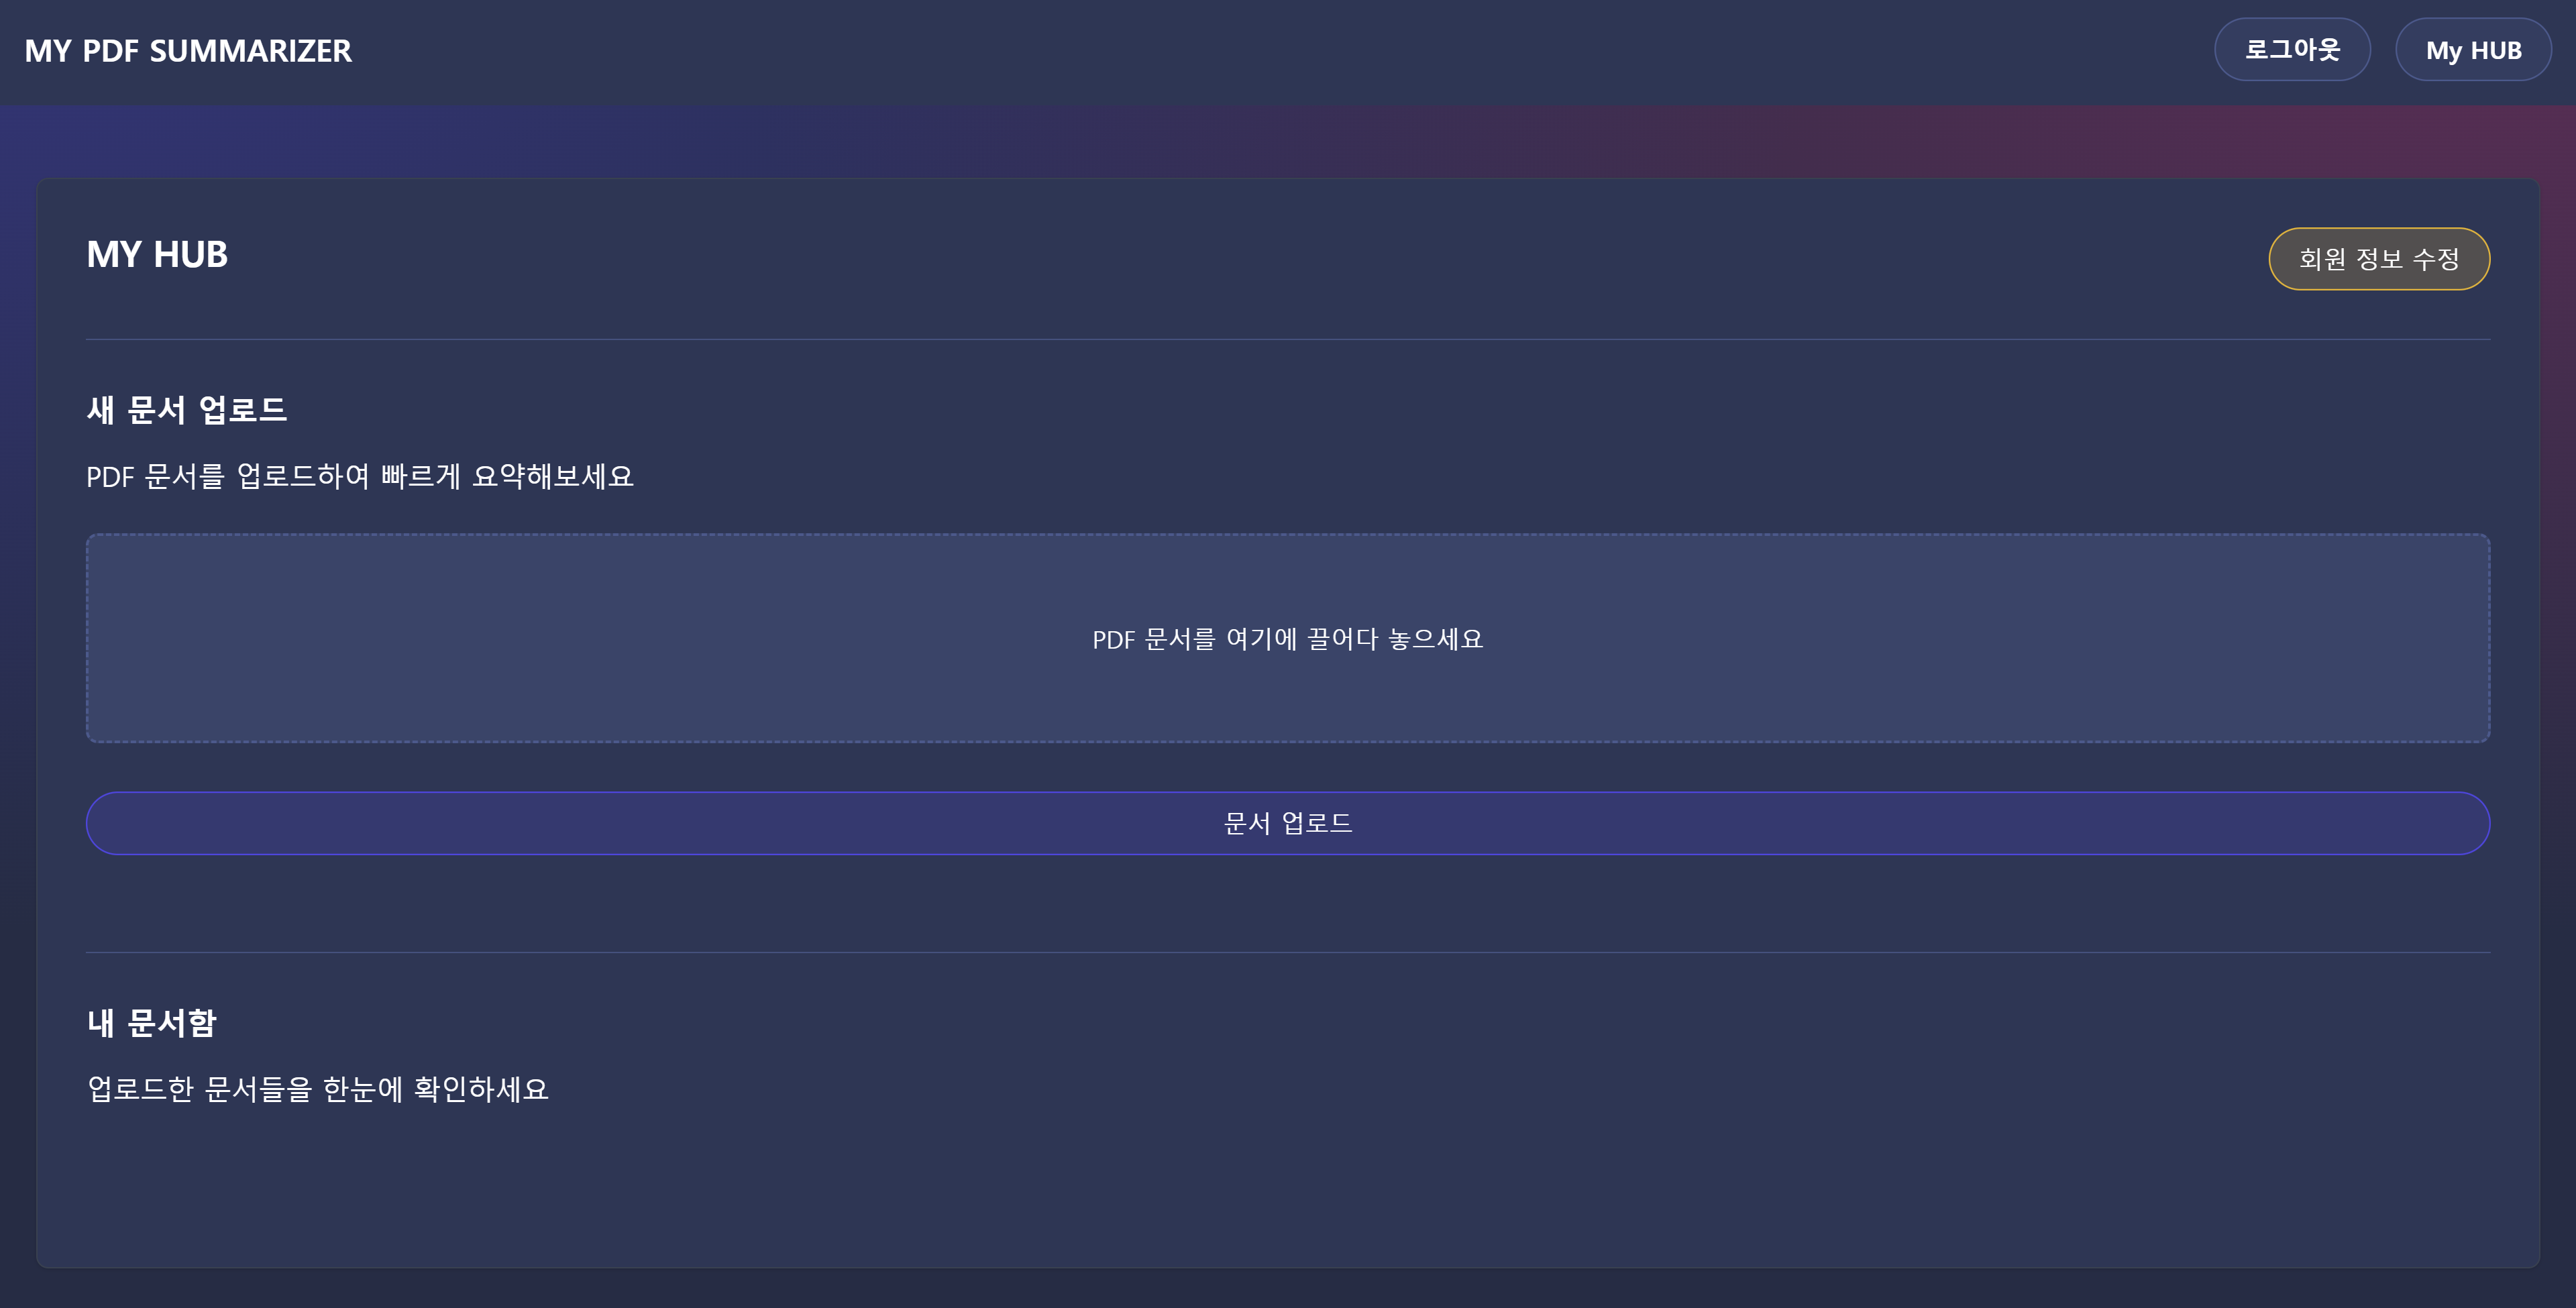 MY PDF SUMMARIZER
로그아웃
My HUB
MY HUB
회원 정보 수정
새 문서 업로드
PDF 문서를 업로드하여 빠르게 요약해보세요
PDF 문서를 여기에 끌어다 놓으세요
문서 업로드
내 문서함
업로드한 문서들을 한눈에 확인하세요